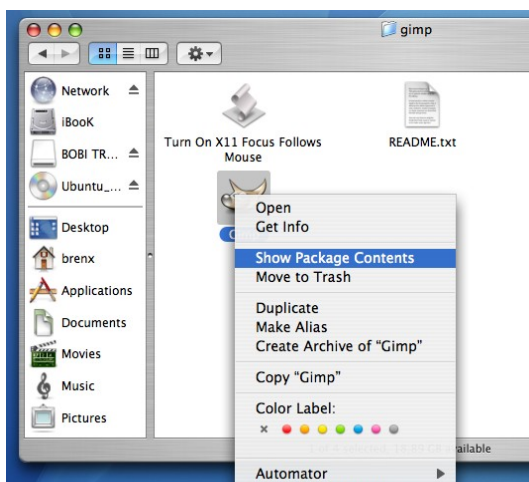 gimp
Network
iBooK
BOBI TR...
Ubuntu_...
Desktop
brenx
Applications
Documents
Movies
Music
Pictures
Turn On X11 Focus Follows
Mouse
README.txt
Open
Get Info
Show Package Contents
Move to Trash
Duplicate
Make Alias
Create Archive of “Gimp”
Copy “Gimp”
Color Label:
Automator